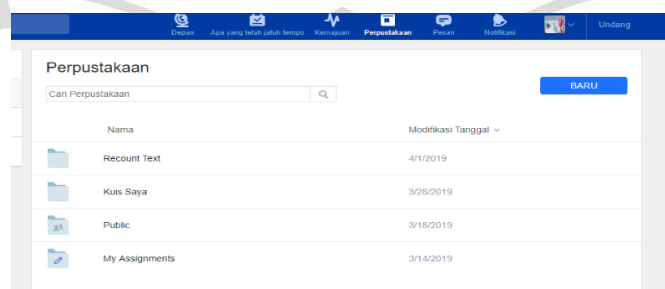 Depan Apa yang telah jatuh tempo Kemajuan Perpustakaan Pesan Notifikasi Undang
Perpustakaan
Cari Perpustakaan
BARU
Nama Modifikasi Tanggal
Recount Text 4/1/2019
Kuis Saya 3/28/2019
Public 3/18/2019
My Assignments 3/14/2019